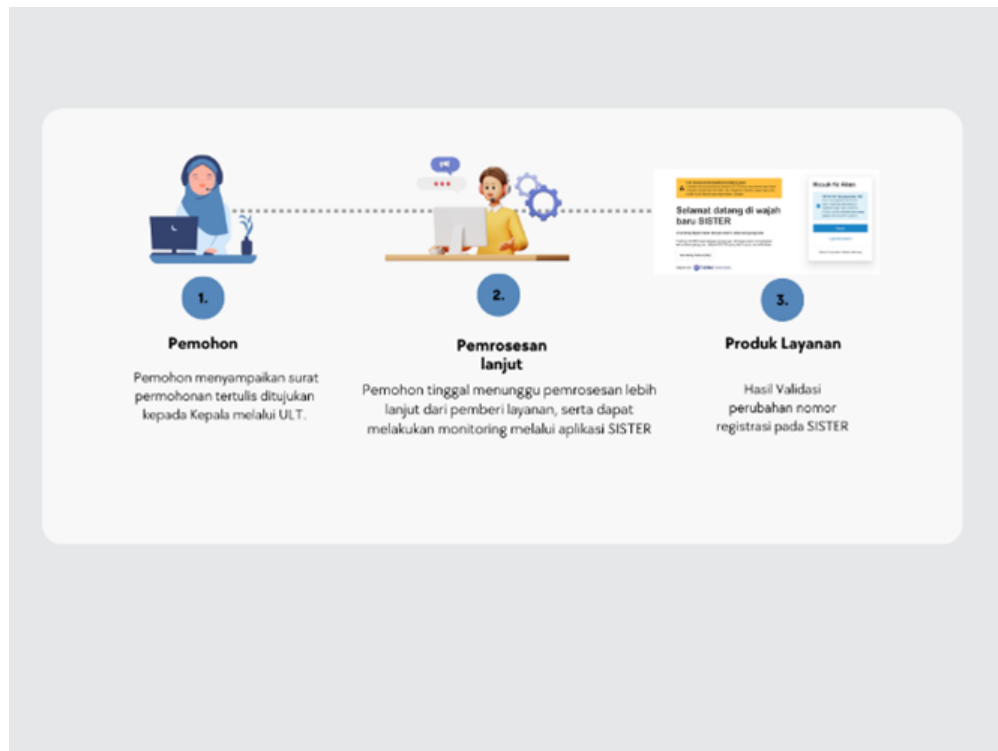 Selamat datang di wajah
baru SISTER
1.
Pemohon
Pemohon menyampaikan surat
permohonan tertulis ditujukan
kepada Kepala melalui ULT.
2.
Pemrosesan
lanjut
Pemohon tinggal menunggu pemrosesan lebih
lanjut dari pemberi layanan, serta dapat
melakukan monitoring melalui aplikasi SISTER
3.
Produk Layanan
Hasil Validasi
perubahan nomor
registrasi pada SISTER